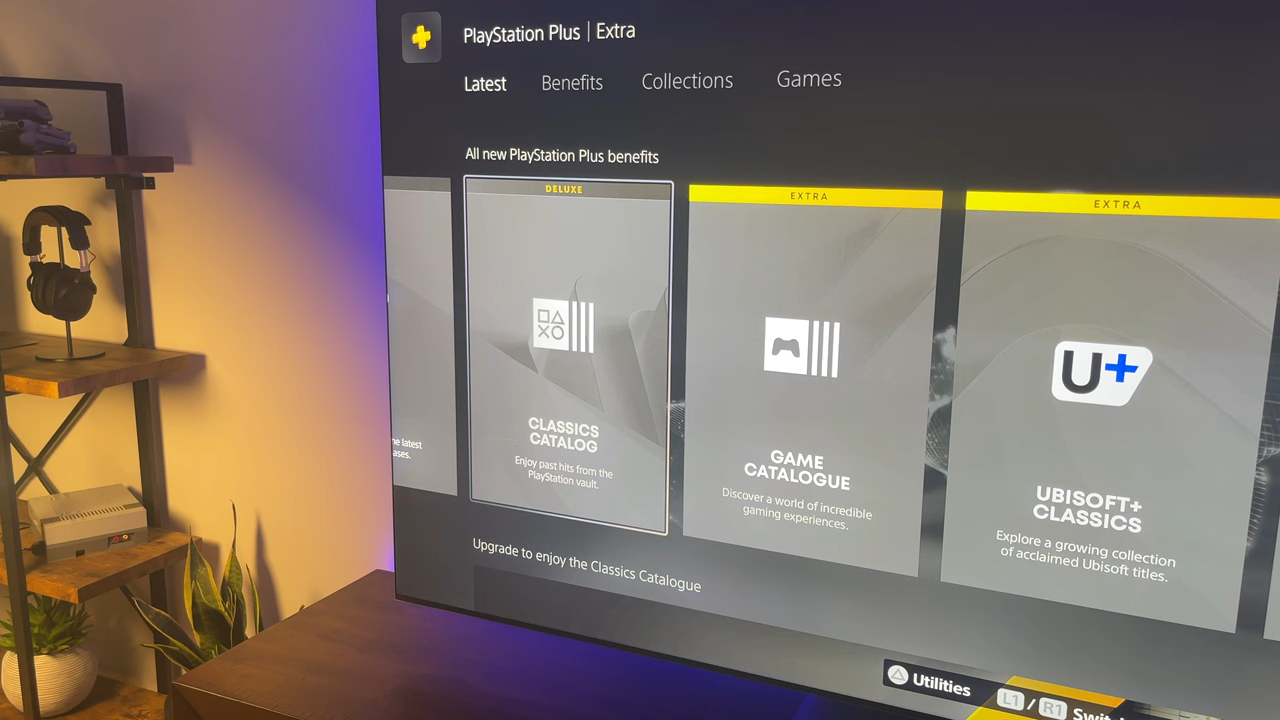 PlayStation Plus | Extra
Latest Benefits Collections Games
All new PlayStation Plus benefits
latest
DELUXE
CLASSICS
CATALOG
Enjoy past hits from the
PlayStation vault.
EXTRA
GAME
CATALOGUE
Discover a world of incredible
gaming experiences.
EXTRA
U+
UBISOFT+
CLASSICS
Explore a growing collection
of acclaimed Ubisoft titles.
Upgrade to enjoy the Classics Catalogue
Utilities
L1 / R1